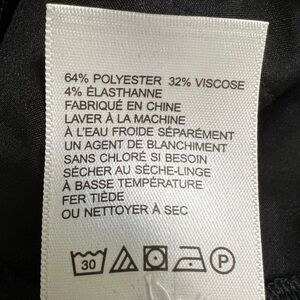 64% POLYESTER 32% VISCOSE
4% ÉLASTHANNE
FABRIQUÉ EN CHINE
LAVER À LA MACHINE
À L'EAU FROIDE SÉPARÉMENT
UN AGENT DE BLANCHIMENT
SANS CHLORÉ SI BESOIN
SÉCHER AU SÈCHE-LINGE
À BASSE TEMPÉRATURE
FER TIÈDE
OU NETTOYER À SEC
30 P